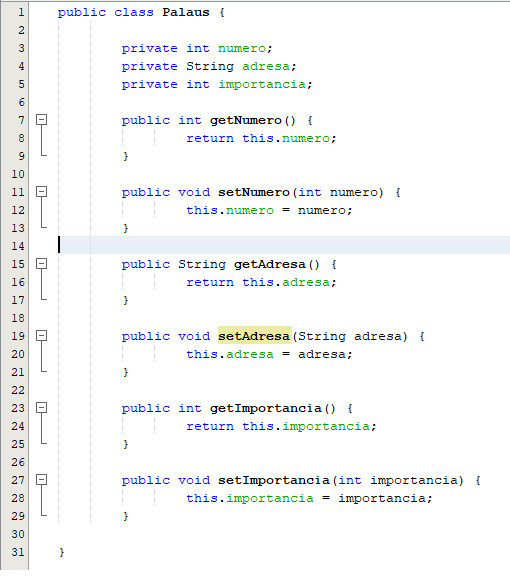 1 public class Palaus {
2
3 private int numero;
4 private String adresa;
5 private int importancia;
6
7 public int getNumero() {
8 return this.numero;
9 }
10
11 public void setNumero(int numero) {
12 this.numero = numero;
13 }
14
15 public String getAdresa() {
16 return this.adresa;
17 }
18
19 public void setAdresa(String adresa) {
20 this.adresa = adresa;
21 }
22
23 public int getImportancia() {
24 return this.importancia;
25 }
26
27 public void setImportancia(int importancia) {
28 this.importancia = importancia;
29 }
30
31 }